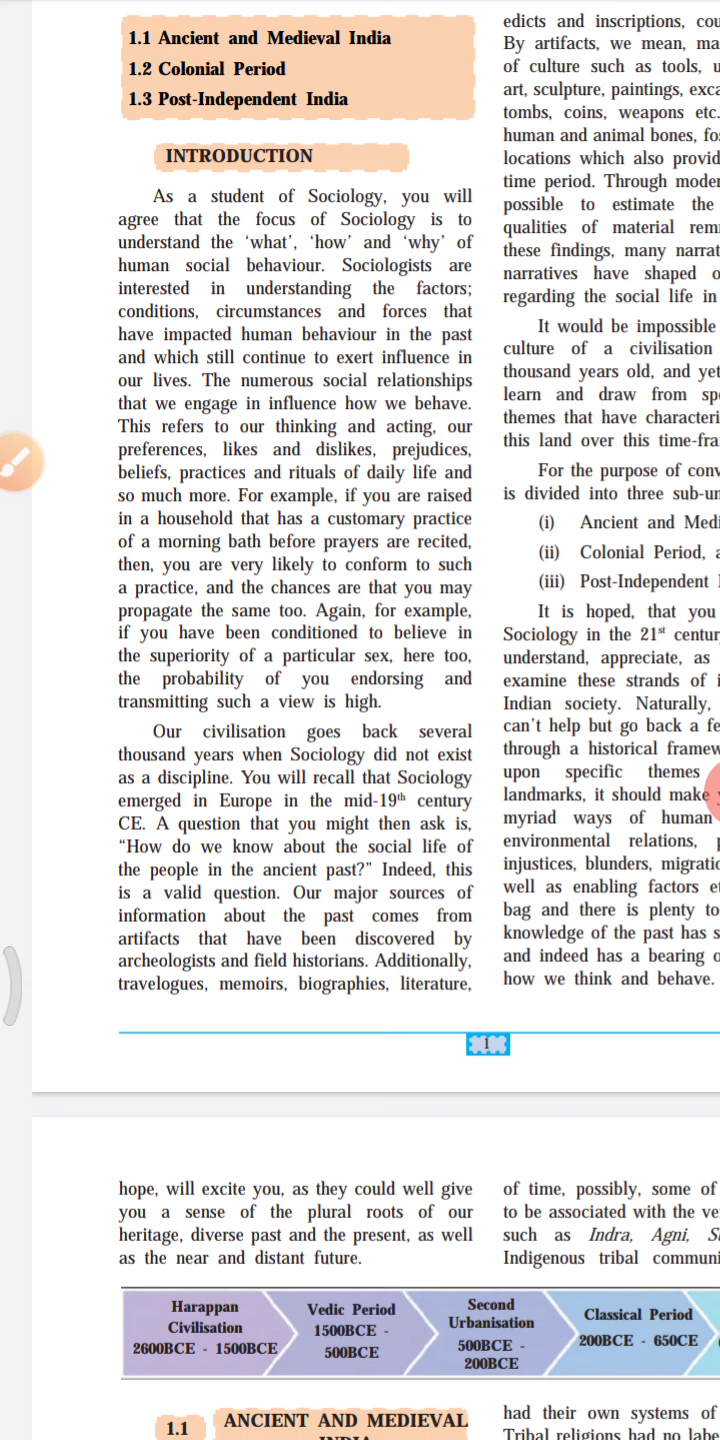 1.1 Ancient and Medieval India
1.2 Colonial Period
1.3 Post-Independent India
INTRODUCTION
As a student of Sociology, you will
agree that the focus of Sociology is to
understand the ‘what’, ‘how’ and ‘why’ of
human social behaviour. Sociologists are
interested in understanding the factors;
conditions, circumstances and forces that
have impacted human behaviour in the past
and which still continue to exert influence in
our lives. The numerous social relationships
that we engage in influence how we behave.
This refers to our thinking and acting, our
preferences, likes and dislikes, prejudices,
beliefs, practices and rituals of daily life and
so much more. For example, if you are raised
in a household that has a customary practice
of a morning bath before prayers are recited,
then, you are very likely to conform to such
a practice, and the chances are that you may
propagate the same too. Again, for example,
if you have been conditioned to believe in
the superiority of a particular sex, here too,
the probability of you endorsing and
transmitting such a view is high.
Our civilisation goes back several
thousand years when Sociology did not exist
as a discipline. You will recall that Sociology
emerged in Europe in the mid-19th century
CE. A question that you might then ask is,
“How do we know about the social life of
the people in the ancient past?” Indeed, this
is a valid question. Our major sources of
information about the past comes from
artifacts that have been discovered by
archeologists and field historians. Additionally,
travelogues, memoirs, biographies, literature,
edicts and inscriptions,
By artifacts, we mean,
of culture such as tools,
art, sculpture, paintings,
tombs, coins, weapons etc.
human and animal bones,
locations which also
time period. Through
possible to estimate the
qualities of material
these findings, many
narratives have shaped
regarding the social life in
It would be impossible
culture of a civilisation
thousand years old, and yet
learn and draw from
themes that have
this land over this
For the purpose of
is divided into three
(i) Ancient and
(ii) Colonial Period,
(iii) Post-Independent
It is hoped, that you
Sociology in the 21st
understand, appreciate, as
examine these strands of
Indian society. Naturally,
can’t help but go back a
through a historical
upon specific themes
landmarks, it should make
myriad ways of human
environmental relations,
injustices, blunders,
well as enabling factors
bag and there is plenty to
knowledge of the past has
and indeed has a bearing
how we think and behave.
1
hope, will excite you, as they could well give
you a sense of the plural roots of our
heritage, diverse past and the present, as well
as the near and distant future.
of time, possibly, some of
to be associated with the
such as Indra, Agni,
Indigenous tribal
Harappan
Civilisation
2600BCE - 1500BCE
Vedic Period
1500BCE -
500BCE
Second
Urbanisation
500BCE -
200BCE
Classical Period
200BCE - 650CE
1.1 ANCIENT AND MEDIEVAL
had their own systems of
Tribal religions had no